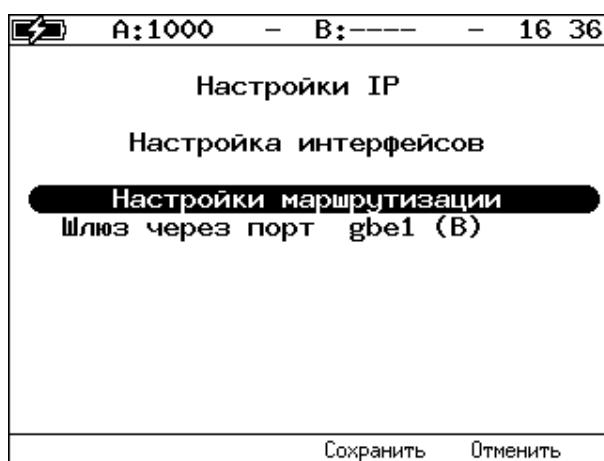 A:1000 – B:---- – 16 36
Настройки IP
Настройка интерфейсов
Настройки маршрутизации
Шлюз через порт gbe1 (B)
Сохранить Отменить